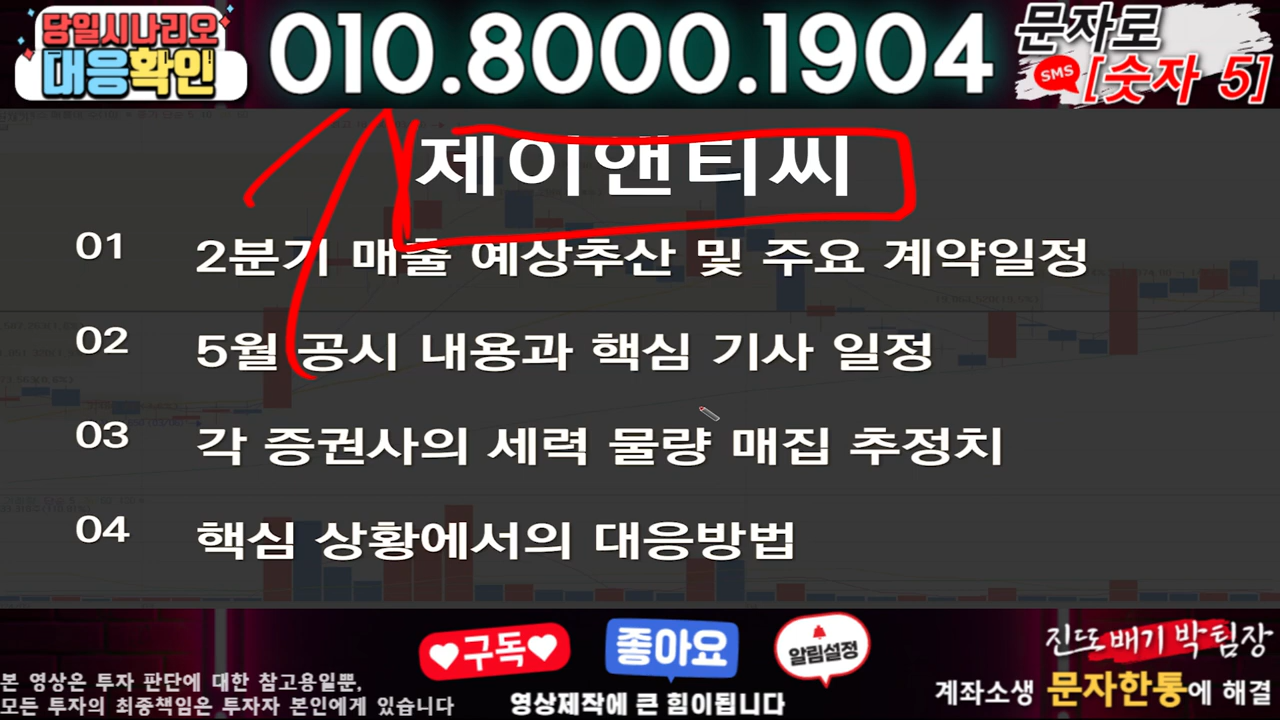 당일시나리오
대응확인
010.8000.1904
문자로
SMS
[숫자 5]
제이앤티씨
01 2분기 매출 예상추산 및 주요 계약일정
02 5월 공시 내용과 핵심 기사 일정
03 각 증권사의 세력 물량 매집 추정치
04 핵심 상황에서의 대응방법
구독
좋아요
알림설정
영상제작에 큰 힘이됩니다
본 영상은 투자 판단에 대한 참고용일뿐,
모든 투자의 최종책임은 투자자 본인에게 있습니다
진또배기 박팀장
계좌소생 문자한통에 해결